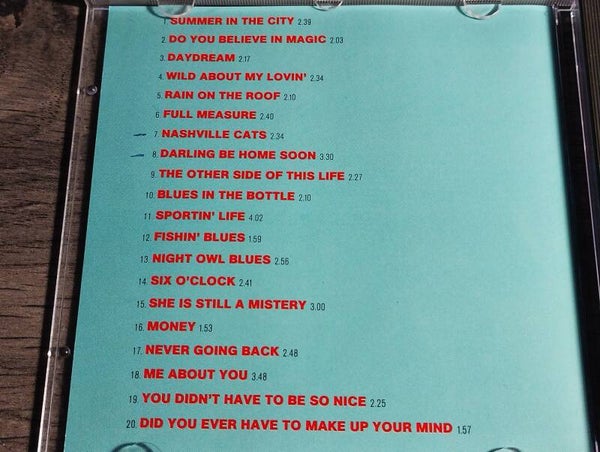 1 SUMMER IN THE CITY 2.39
2. DO YOU BELIEVE IN MAGIC 2.03
3. DAYDREAM 2.17
4. WILD ABOUT MY LOVIN' 2.34
5. RAIN ON THE ROOF 2.10
6. FULL MEASURE 2.40
7. NASHVILLE CATS 2.34
8. DARLING BE HOME SOON 3.30
9. THE OTHER SIDE OF THIS LIFE 2.27
10. BLUES IN THE BOTTLE 2.10
11. SPORTIN' LIFE 4.02
12. FISHIN' BLUES 1.59
13. NIGHT OWL BLUES 2.56
14. SIX O'CLOCK 2.41
15. SHE IS STILL A MISTERY 3.00
16. MONEY 1.53
17. NEVER GOING BACK 2.48
18. ME ABOUT YOU 3.48
19. YOU DIDN'T HAVE TO BE SO NICE 2.25
20. DID YOU EVER HAVE TO MAKE UP YOUR MIND 1.57